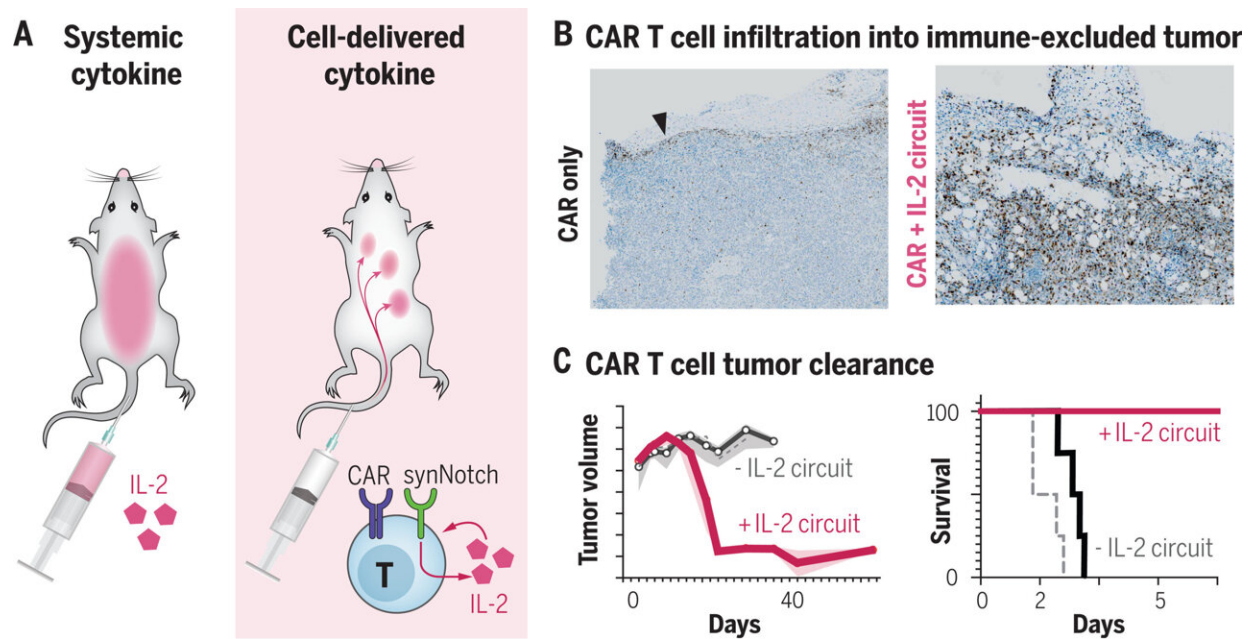 A Systemic cytokine
Cell-delivered cytokine
IL-2
CAR synNotch
T
IL-2
B CAR T cell infiltration into immune-excluded tumor
CAR only
CAR + IL-2 circuit
C CAR T cell tumor clearance
Tumor volume
- IL-2 circuit
+ IL-2 circuit
0 40
Days
Survival
100
0
+ IL-2 circuit
- IL-2 circuit
0 2 5
Days